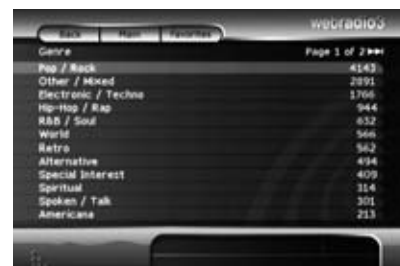 Back Main Favorites webradio3
Genre Page 1 of 2
Pop / Rock 4143
Other / Mixed 2891
Electronic / Techno 1766
Hip-Hop / Rap 944
R&B / Soul 632
World 566
Retro 562
Alternative 494
Special Interest 409
Spiritual 314
Spoken / Talk 301
Americana 213